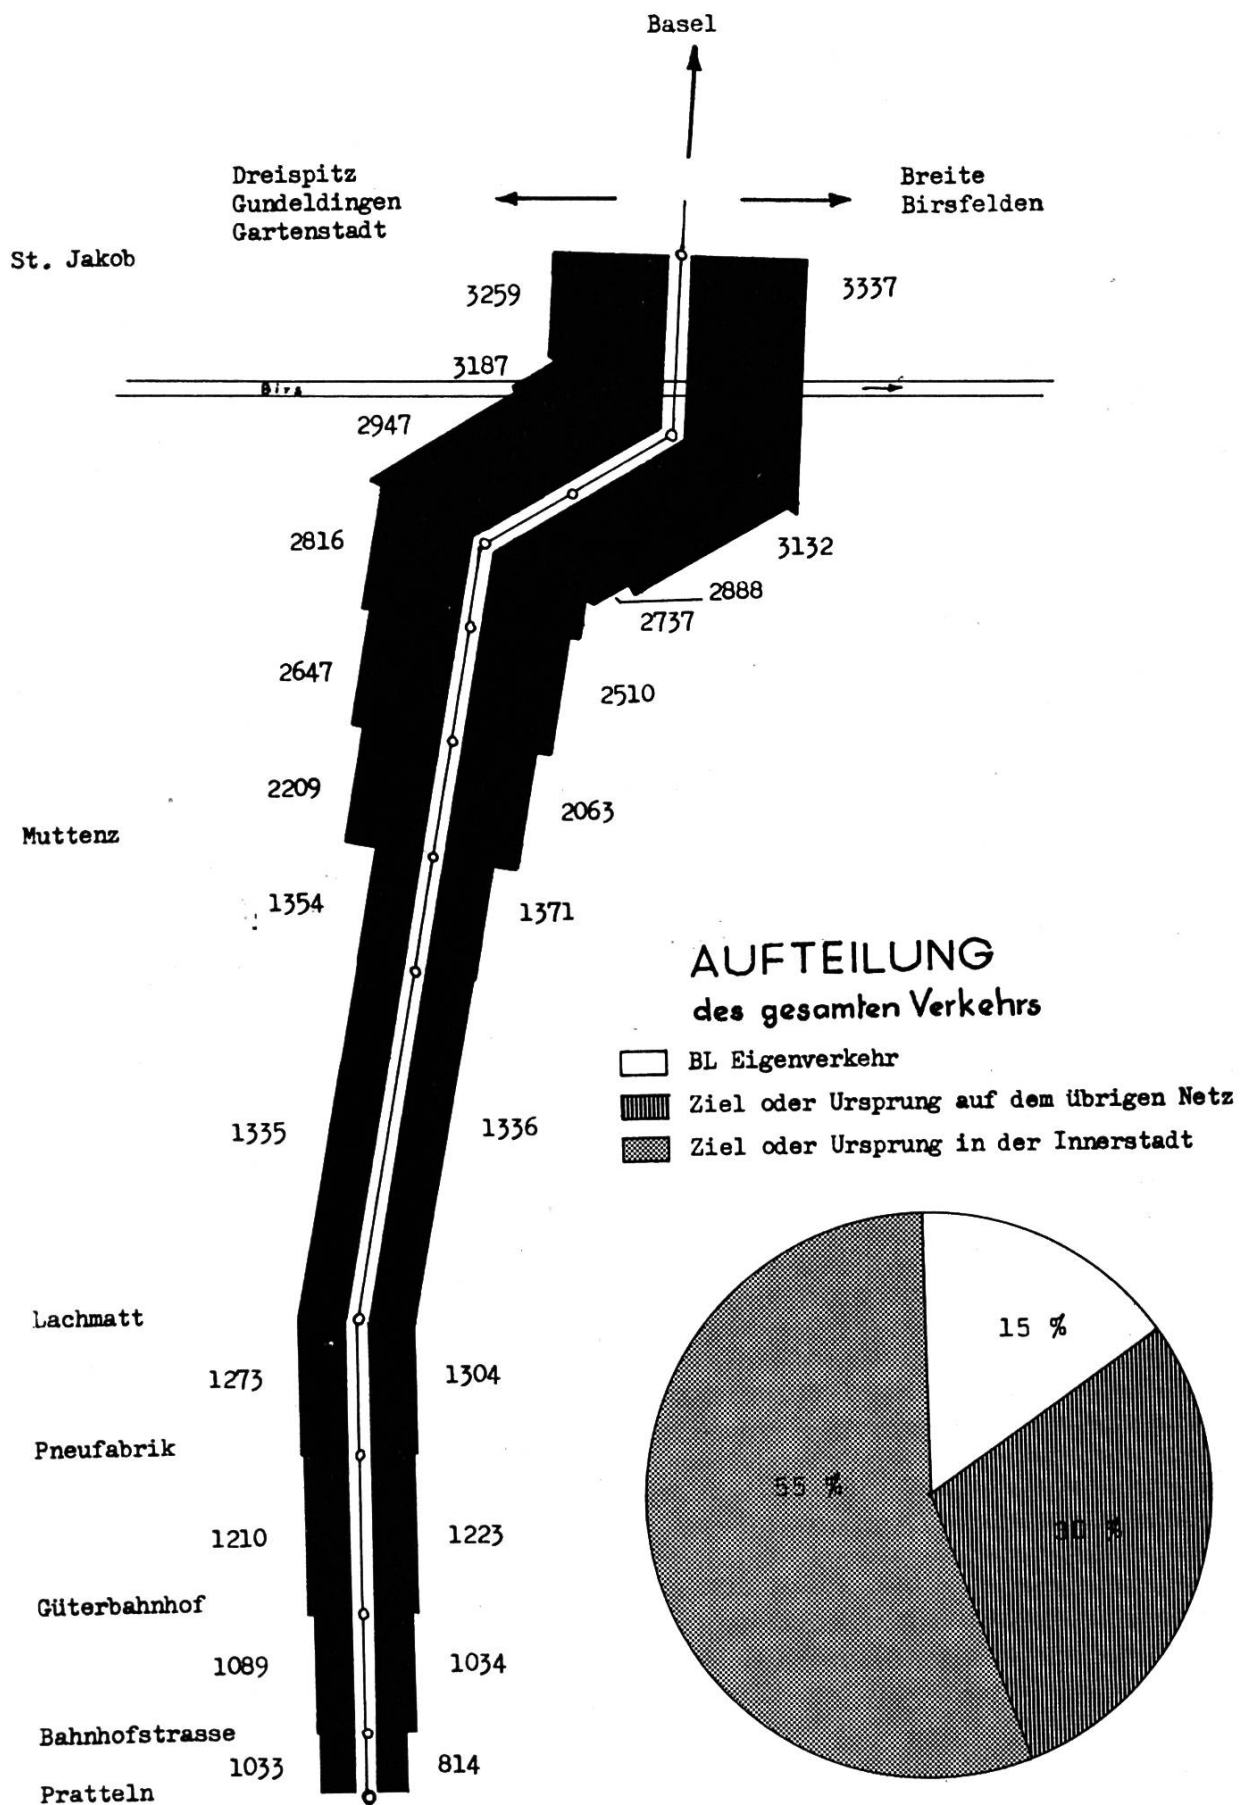 Basel
Dreispitz
Gundeldingen
Gartenstadt
Breite
Birsfelden
St. Jakob
3259
3337
3187
Birs
2947
2816
3132
2888
2737
2647
2510
2209
2063
Muttenz
1354
1371
AUFTEILUNG
des gesamten Verkehrs
BL Eigenverkehr
Ziel oder Ursprung auf dem übrigen Netz
Ziel oder Ursprung in der Innerstadt
1335
1336
Lachmatt
15 %
1273
1304
Pneufabrik
55 %
30 %
1210
1223
Güterbahnhof
1089
1034
Bahnhofstrasse
1033
814
Pratteln